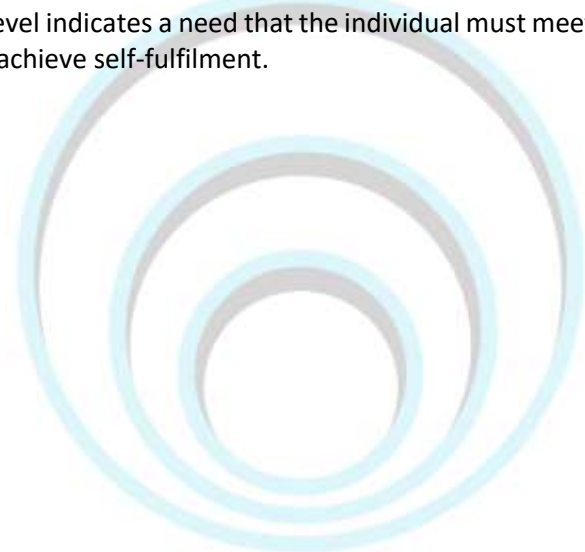 evel indicates a need that the individual must mee
achieve self-fulfilment.